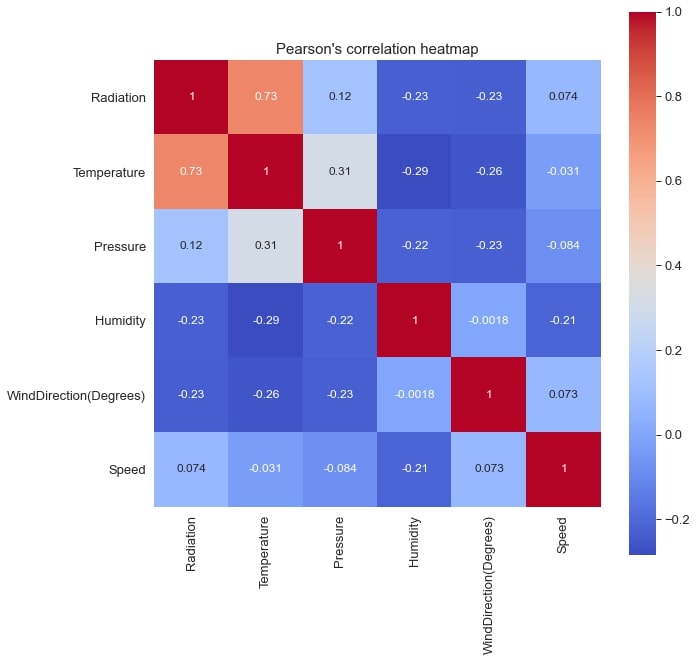 Pearson's correlation heatmap
Radiation 1 0.73 0.12 -0.23 -0.23 0.074
Temperature 0.73 1 0.31 -0.29 -0.26 -0.031
Pressure 0.12 0.31 1 -0.22 -0.23 -0.084
Humidity -0.23 -0.29 -0.22 1 -0.0018 -0.21
WindDirection(Degrees) -0.23 -0.26 -0.23 -0.0018 1 0.073
Speed 0.074 -0.031 -0.084 -0.21 0.073 1
Radiation
Temperature
Pressure
Humidity
WindDirection(Degrees)
Speed
1.0
0.8
0.6
0.4
0.2
0.0
−0.2